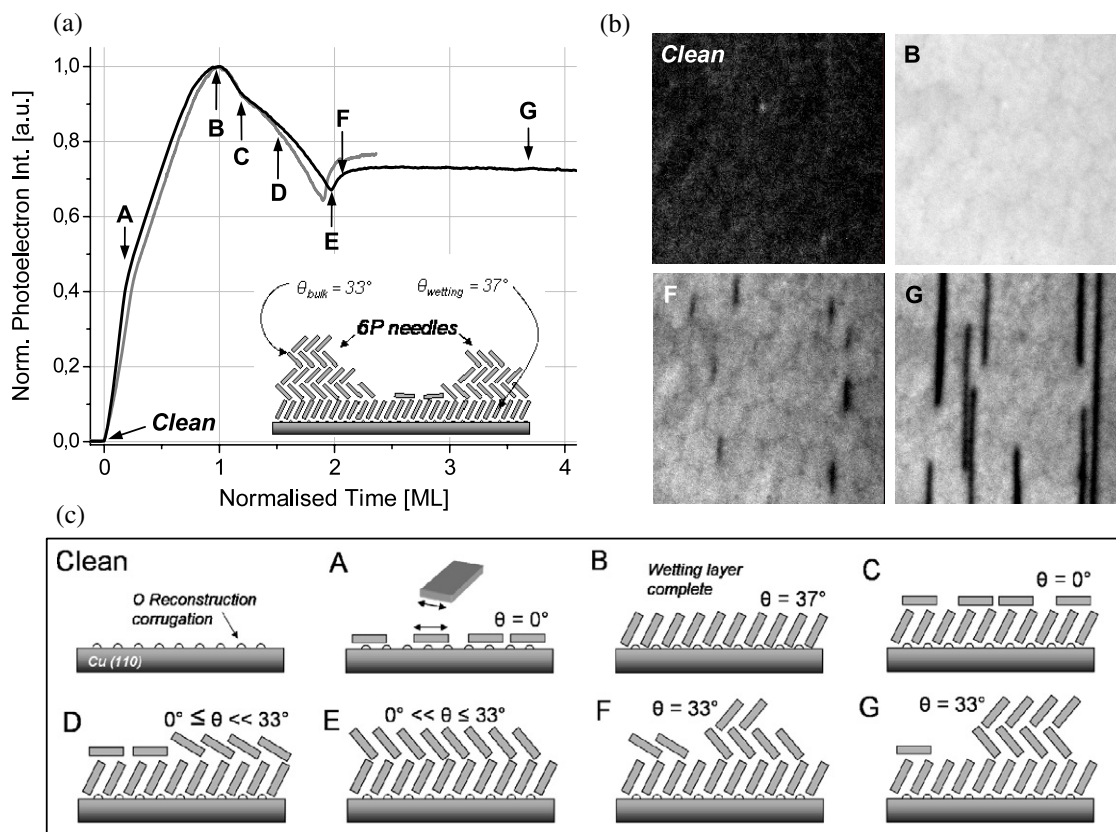 (a)
Norm. Photoelectron Int. [a.u.]
1,0
0,8
0,6
0,4
0,2
0,0
A
B
C
D
E
F
G
Clean
θbulk = 33°
θwetting = 37°
6P needles
0
1
2
3
4
Normalised Time [ML]
(b)
Clean
B
F
G
(c)
Clean
O Reconstruction
corrugation
Cu (110)
A
θ = 0°
B
Wetting layer
complete
θ = 37°
C
θ = 0°
D
0° ≤ θ << 33°
E
0° << θ ≤ 33°
F
θ = 33°
G
θ = 33°